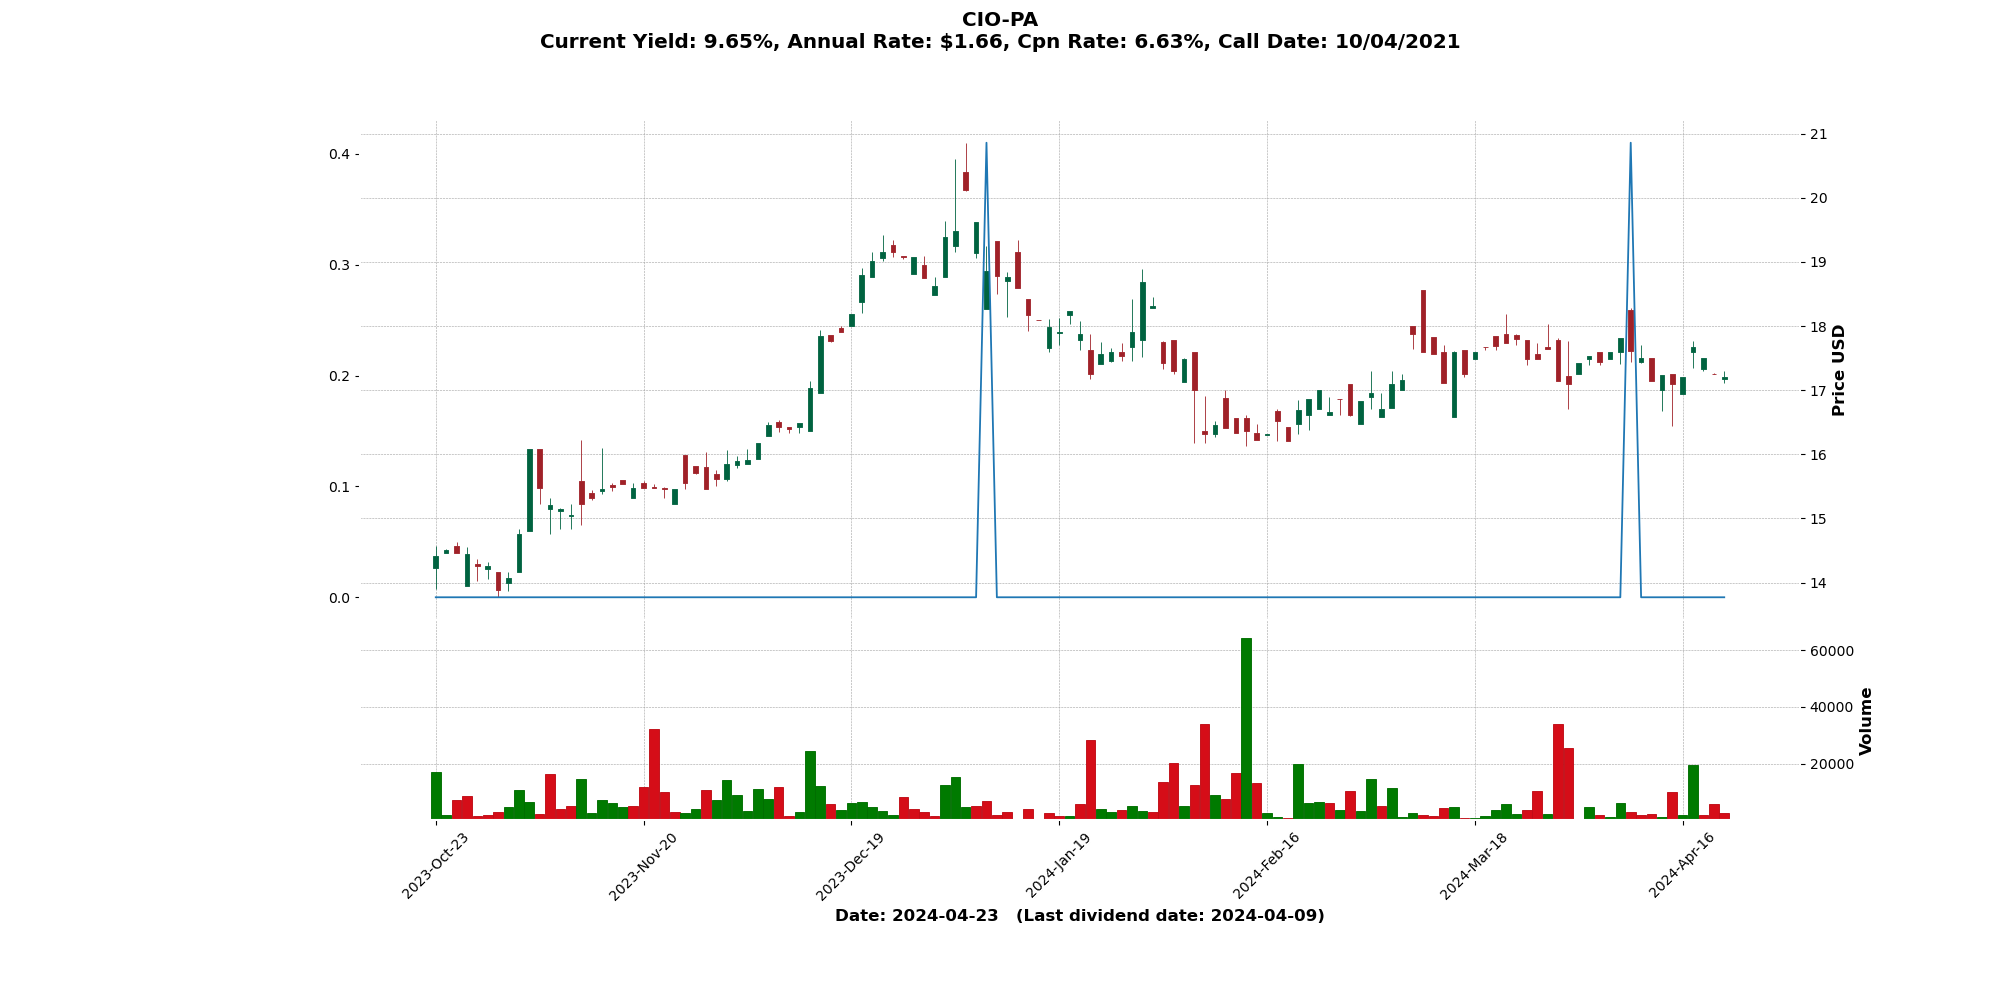 CIO-PA
Current Yield: 9.65%, Annual Rate: $1.66, Cpn Rate: 6.63%, Call Date: 10/04/2021
0.4
0.3
0.2
0.1
0.0
21
20
19
18
17
16
15
14
Price USD
60000
40000
20000
Volume
2023-Oct-23
2023-Nov-20
2023-Dec-19
2024-Jan-19
2024-Feb-16
2024-Mar-18
2024-Apr-16
Date: 2024-04-23 (Last dividend date: 2024-04-09)